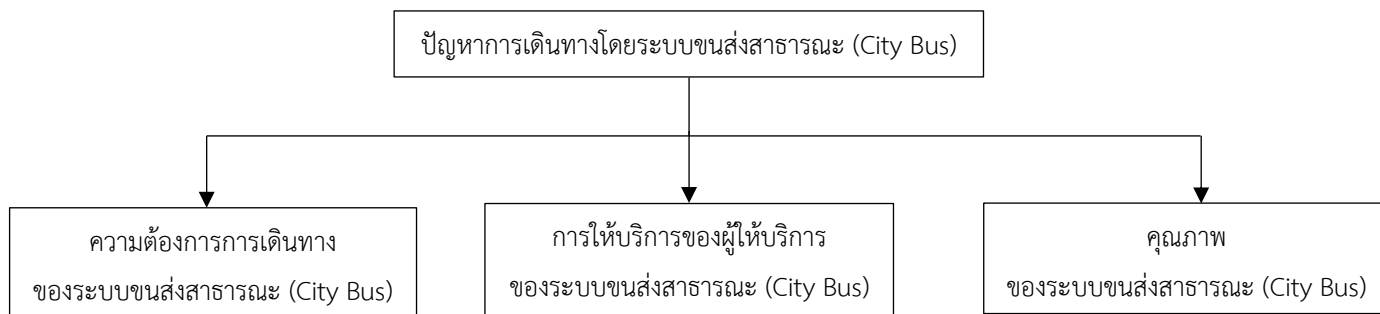 ปัญหาการเดินทางโดยระบบขนส่งสาธารณะ (City Bus)
ความต้องการการเดินทาง
ของระบบขนส่งสาธารณะ (City Bus)
การให้บริการของผู้ให้บริการ
ของระบบขนส่งสาธารณะ (City Bus)
คุณภาพ
ของระบบขนส่งสาธารณะ (City Bus)